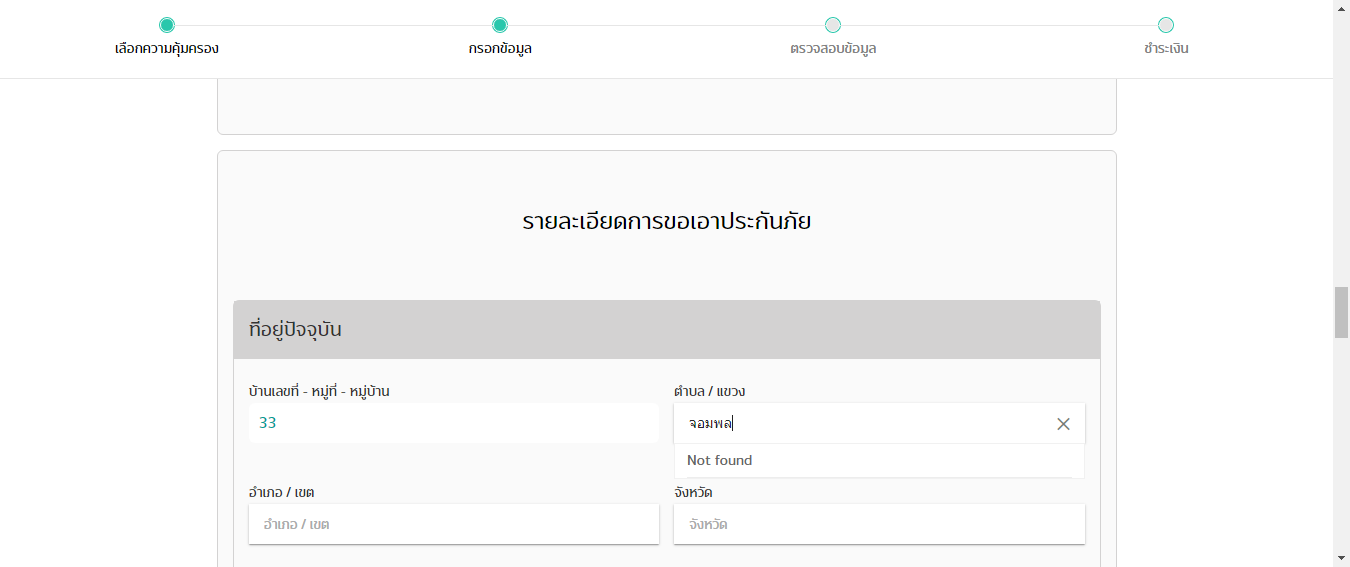 เลือกความคุ้มครอง
กรอกข้อมูล
ตรวจสอบข้อมูล
ชำระเงิน
รายละเอียดการขอเอาประกันภัย
ที่อยู่ปัจจุบัน
บ้านเลขที่ - หมู่ที่ - หมู่บ้าน
33
ตำบล / แขวง
จอมพล
Not found
อำเภอ / เขต
อำเภอ / เขต
จังหวัด
จังหวัด